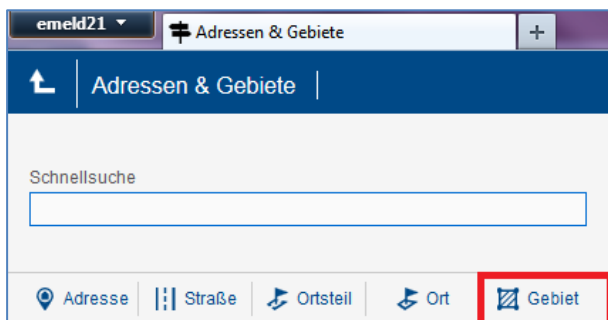 emeld21
Adressen & Gebiete
+
Adressen & Gebiete
Schnellsuche
Adresse Straße Ortsteil Ort Gebiet